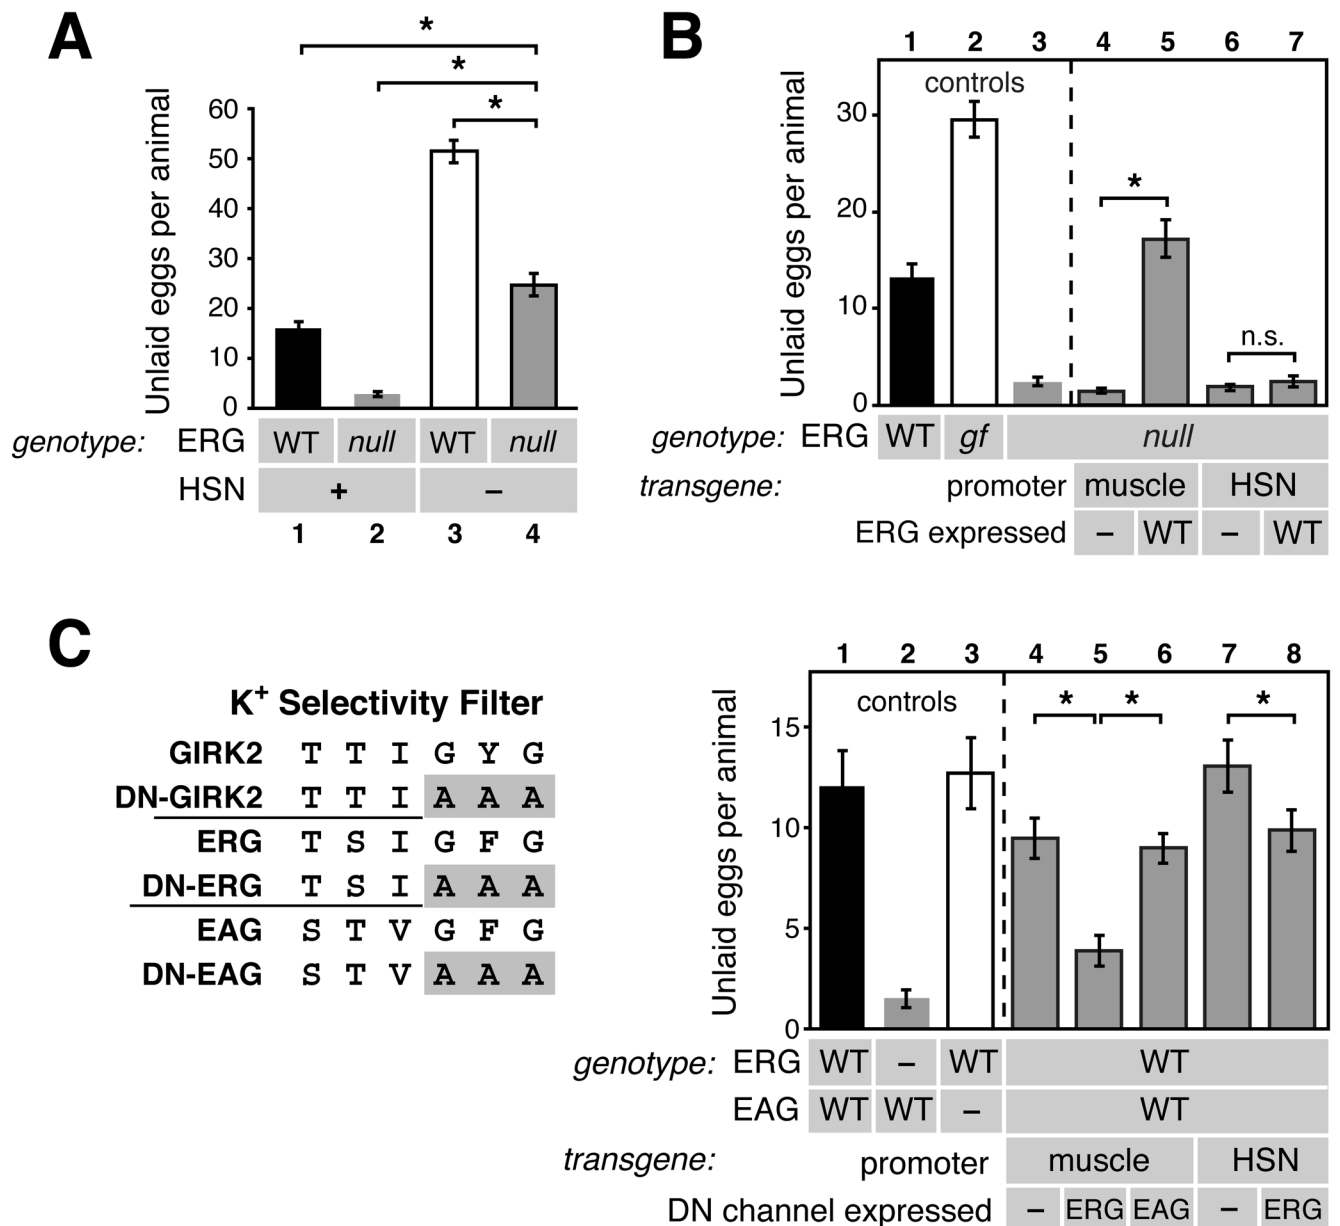 A
*
*
*
Unlaid eggs per animal
60
50
40
30
20
10
0
genotype: ERG WT null WT null
HSN + –
1 2 3 4
B
1 2 3 4 5 6 7
controls
Unlaid eggs per animal
30
20
10
0
*
n.s.
genotype: ERG WT gf null
transgene: promoter muscle HSN
ERG expressed – WT – WT
C
K+ Selectivity Filter
GIRK2 T T I G Y G
DN-GIRK2 T T I A A A
ERG T S I G F G
DN-ERG T S I A A A
EAG S T V G F G
DN-EAG S T V A A A
1 2 3 4 5 6 7 8
controls
* * *
Unlaid eggs per animal
15
10
5
0
genotype: ERG WT – WT WT
EAG WT WT – WT
transgene: promoter muscle HSN
DN channel expressed – ERG EAG – ERG